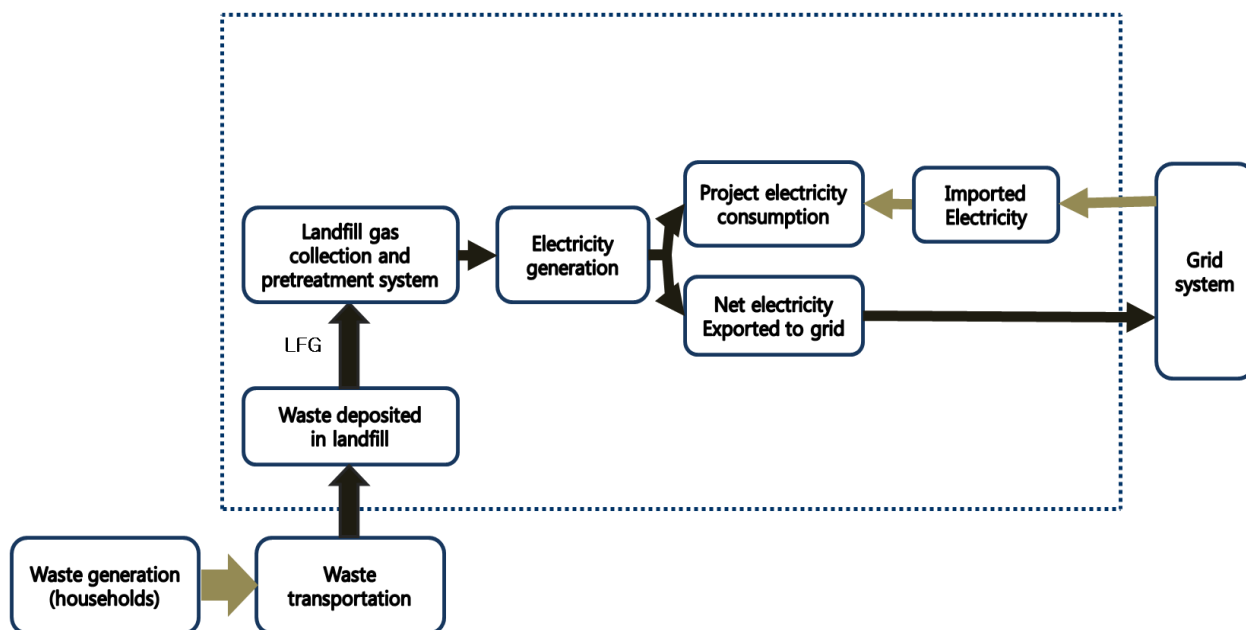 Project electricity
consumption
Imported
Electricity
Landfill gas
collection and
pretreatment system
Electricity
generation
Grid
system
Net electricity
Exported to grid
LFG
Waste deposited
in landfill
Waste generation
(households)
Waste
transportation